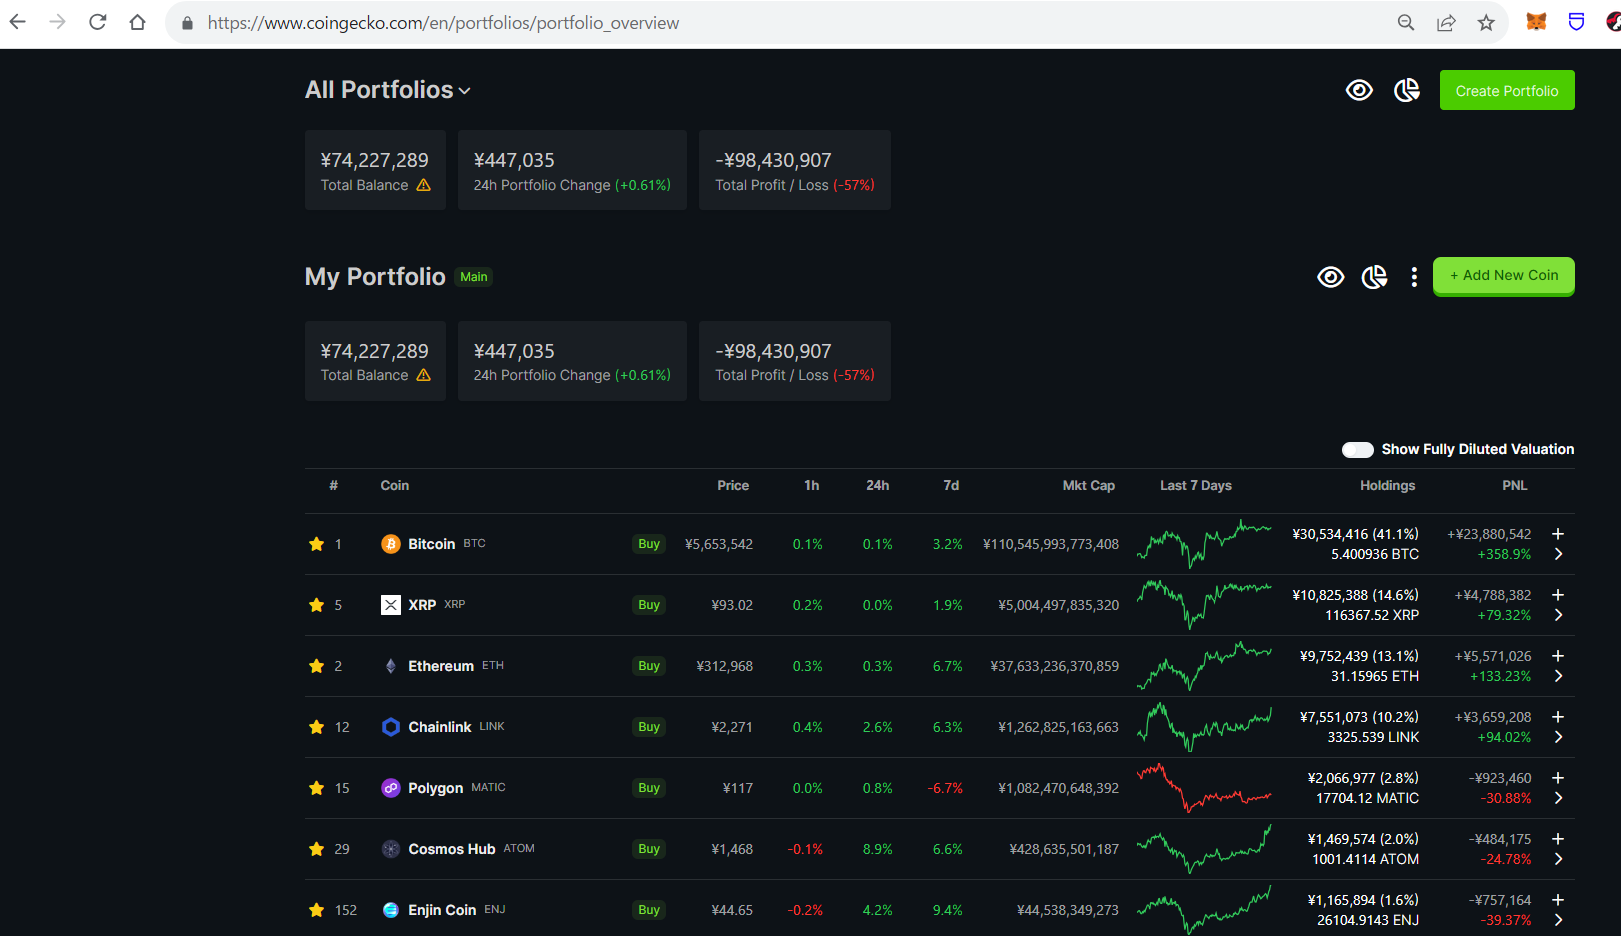 https://www.coingecko.com/en/portfolios/portfolio_overview
All Portfolios
Create Portfolio
¥74,227,289 ¥447,035 -¥98,430,907
Total Balance 24h Portfolio Change (+0.61%) Total Profit / Loss (-57%)
My Portfolio Main
+ Add New Coin
¥74,227,289 ¥447,035 -¥98,430,907
Total Balance 24h Portfolio Change (+0.61%) Total Profit / Loss (-57%)
Show Fully Diluted Valuation
# Coin Price 1h 24h 7d Mkt Cap Last 7 Days Holdings PNL
1 Bitcoin BTC Buy ¥5,653,542 0.1% 0.1% 3.2% ¥110,545,993,773,408 ¥30,534,416 (41.1%) +¥23,880,542 +
5.400936 BTC +358.9%
5 XRP XRP Buy ¥93.02 0.2% 0.0% 1.9% ¥5,004,497,835,320 ¥10,825,388 (14.6%) +¥4,788,382 +
116367.52 XRP +79.32%
2 Ethereum ETH Buy ¥312,968 0.3% 0.3% 6.7% ¥37,633,236,370,859 ¥9,752,439 (13.1%) +¥5,571,026 +
31.15965 ETH +133.23%
12 Chainlink LINK Buy ¥2,271 0.4% 2.6% 6.3% ¥1,262,825,163,663 ¥7,551,073 (10.2%) +¥3,659,208 +
3325.539 LINK +94.02%
15 Polygon MATIC Buy ¥117 0.0% 0.8% -6.7% ¥1,082,470,648,392 ¥2,066,977 (2.8%) -¥923,460 +
17704.12 MATIC -30.88%
29 Cosmos Hub ATOM Buy ¥1,468 -0.1% 8.9% 6.6% ¥428,635,501,187 ¥1,469,574 (2.0%) -¥484,175 +
1001.4114 ATOM -24.78%
152 Enjin Coin ENJ Buy ¥44.65 -0.2% 4.2% 9.4% ¥44,538,349,273 ¥1,165,894 (1.6%) -¥757,164 +
26104.9143 ENJ -39.37%